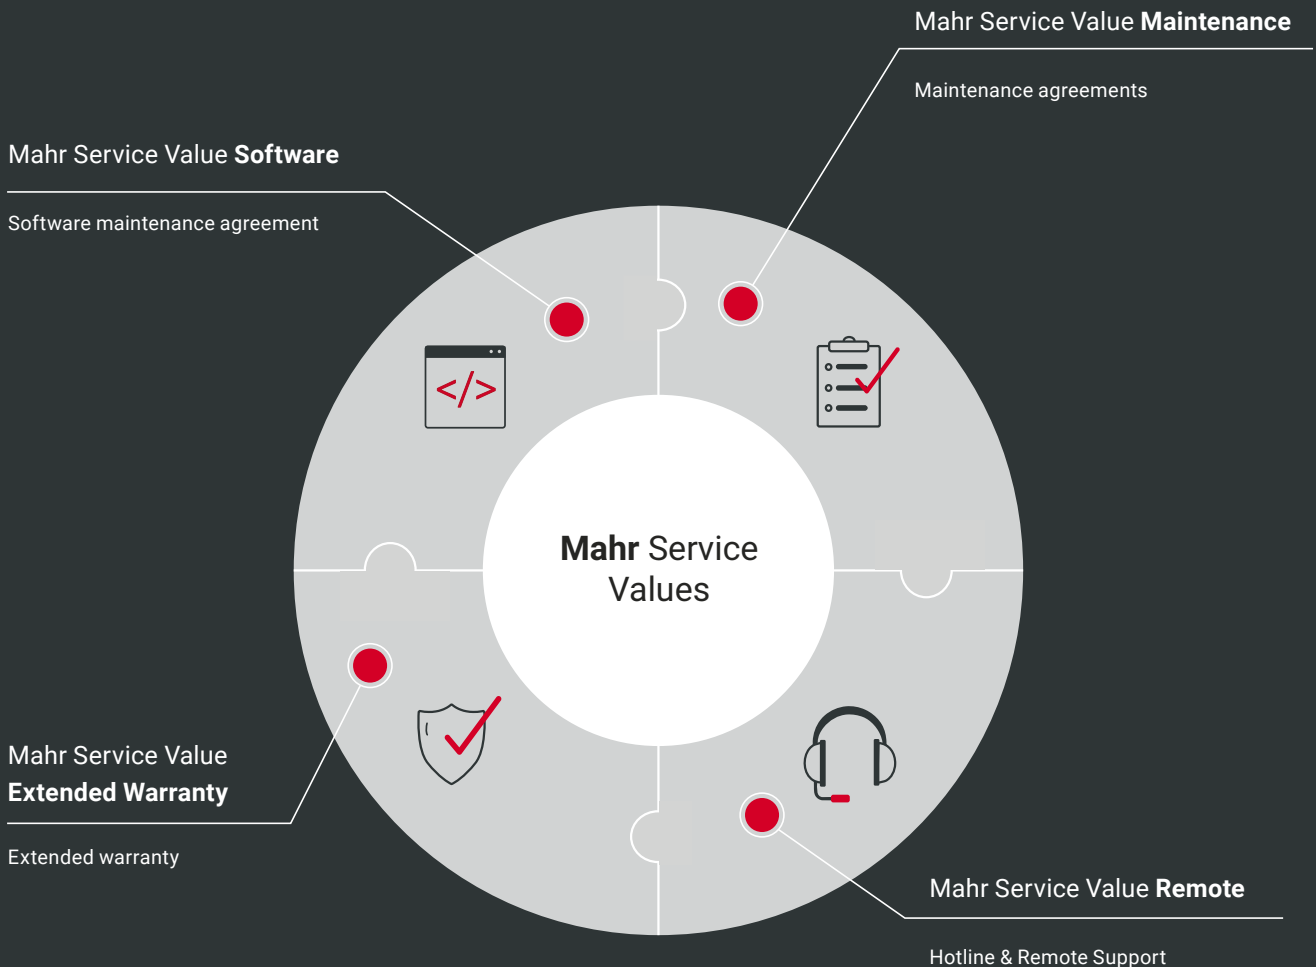 Mahr Service Value Maintenance
Maintenance agreements
Mahr Service Value Software
Software maintenance agreement
</>
Mahr Service
Values
Mahr Service Value
Extended Warranty
Extended warranty
Mahr Service Value Remote
Hotline & Remote Support